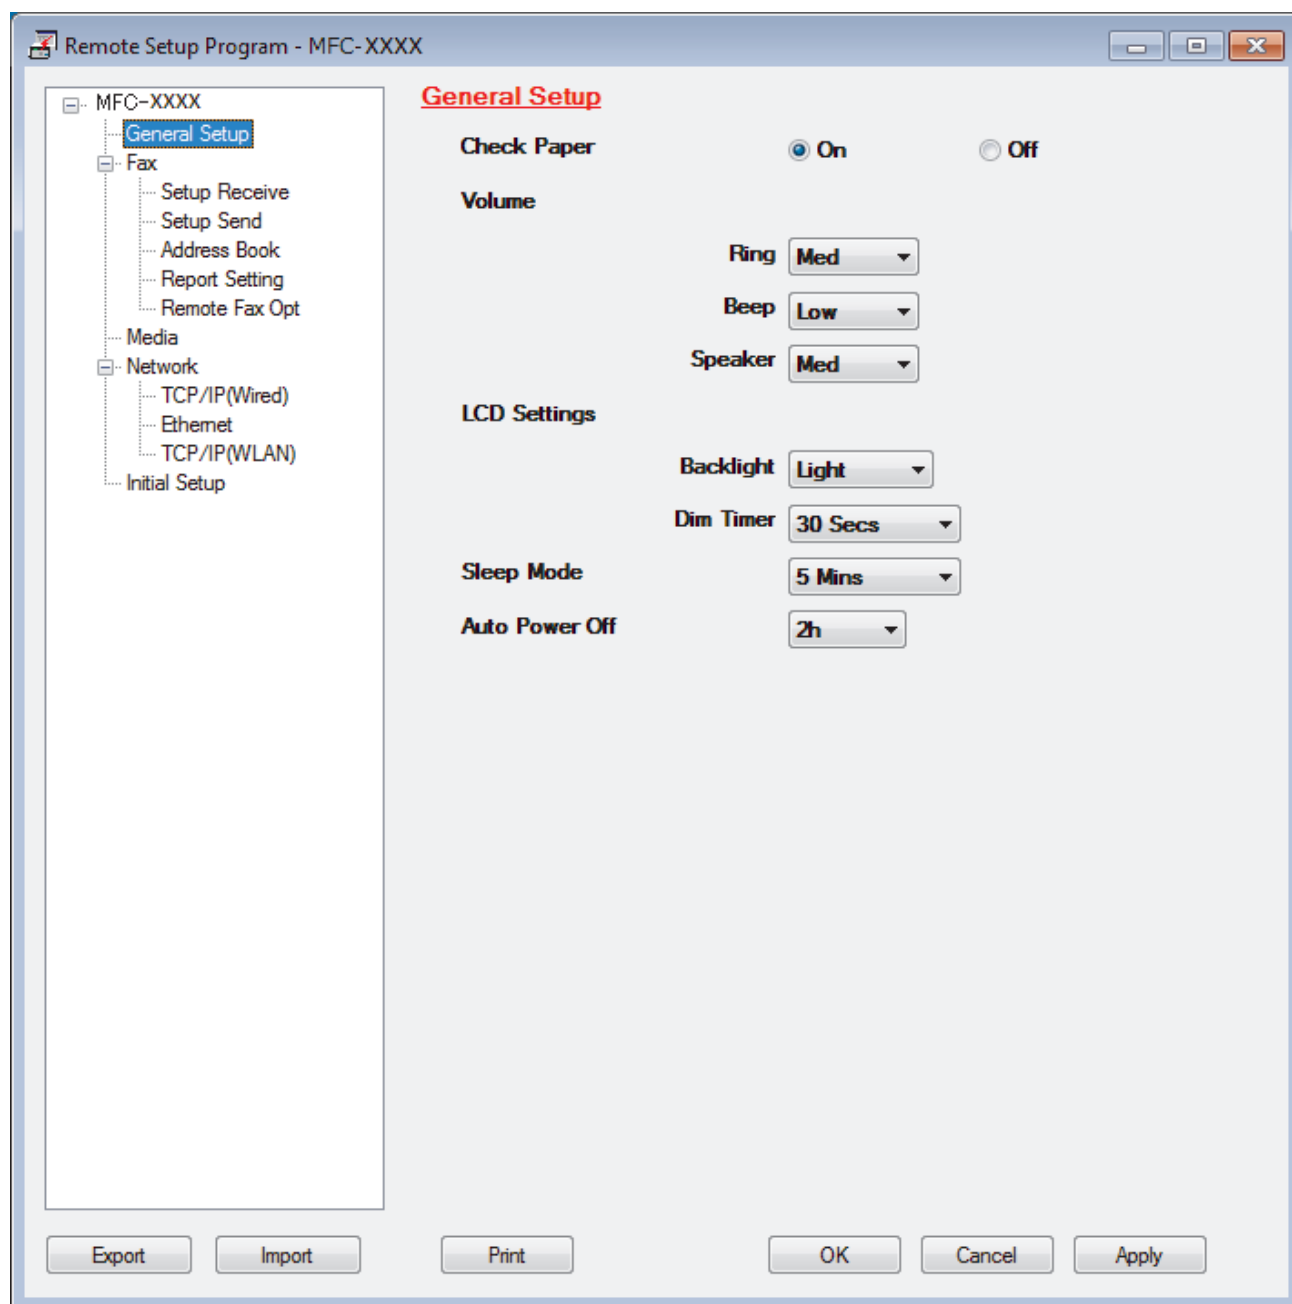 Remote Setup Program - MFC-XXXX
MFC-XXXX
General Setup
Fax
Setup Receive
Setup Send
Address Book
Report Setting
Remote Fax Opt
Media
Network
TCP/IP(Wired)
Ethernet
TCP/IP(WLAN)
Initial Setup
General Setup
Check Paper On Off
Volume
Ring Med
Beep Low
Speaker Med
LCD Settings
Backlight Light
Dim Timer 30 Secs
Sleep Mode 5 Mins
Auto Power Off 2h
Export Import Print OK Cancel Apply